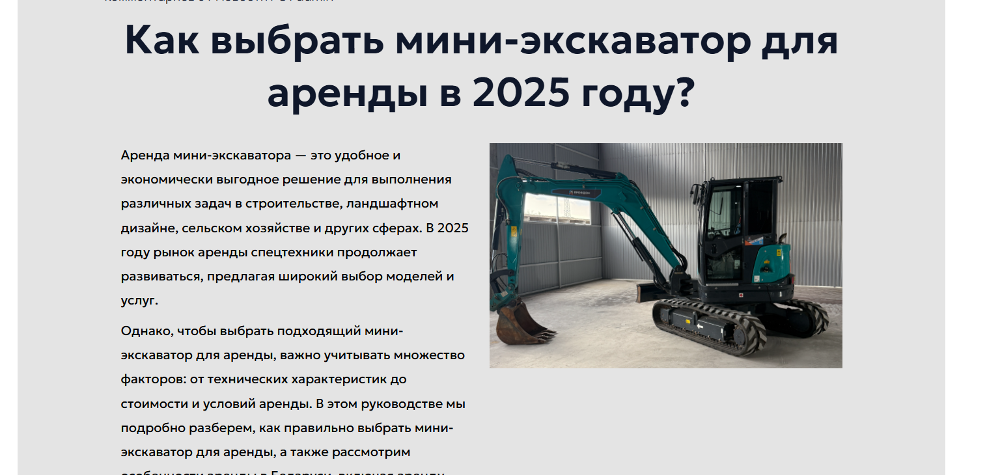 Как выбрать мини-экскаватор для
аренды в 2025 году?
Аренда мини-экскаватора — это удобное и
экономически выгодное решение для выполнения
различных задач в строительстве, ландшафтном
дизайне, сельском хозяйстве и других сферах. В 2025
году рынок аренды спецтехники продолжает
развиваться, предлагая широкий выбор моделей и
услуг.
Однако, чтобы выбрать подходящий мини-
экскаватор для аренды, важно учитывать множество
факторов: от технических характеристик до
стоимости и условий аренды. В этом руководстве мы
подробно разберем, как правильно выбрать мини-
экскаватор для аренды, а также рассмотрим
особенности аренды в Беларуси, включая аренду